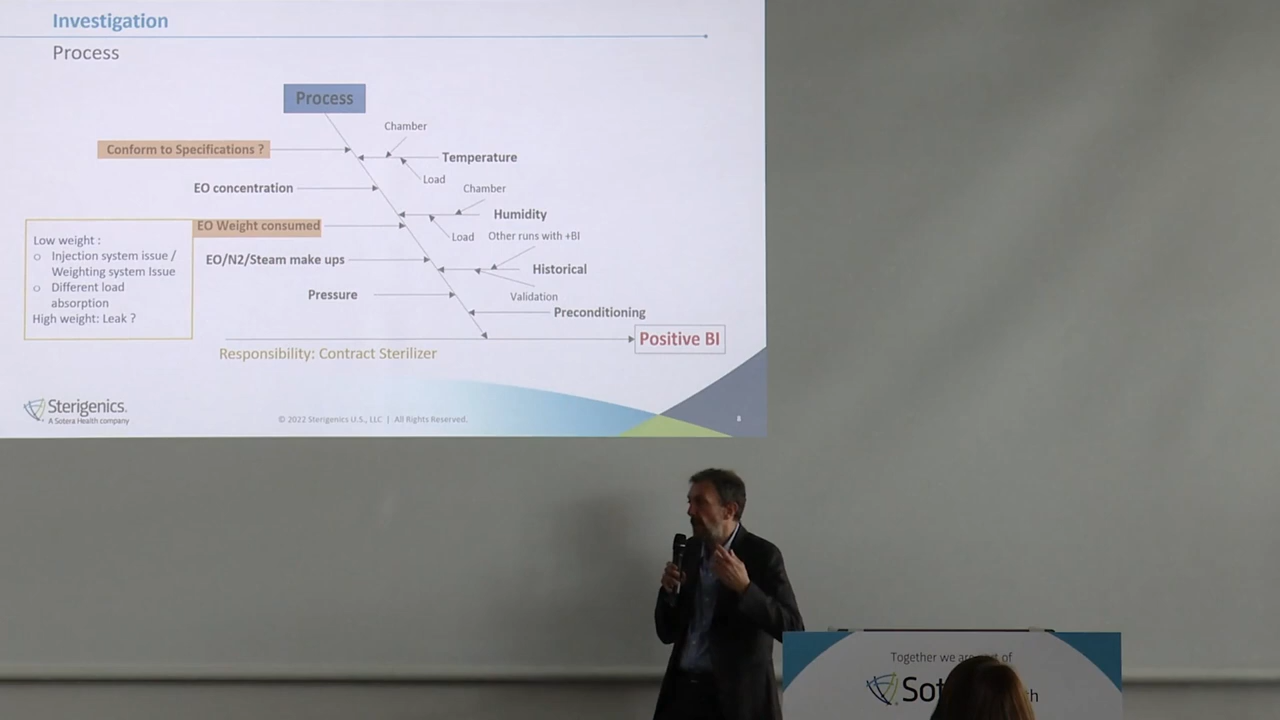 Investigation
Process
Process
Chamber
Conform to Specifications ?
Temperature
Load
EO concentration
Chamber
Humidity
EO Weight consumed
Load
Other runs with +BI
Low weight :
o Injection system issue /
Weighting system Issue
o Different load
absorption
High weight: Leak ?
EO/N2/Steam make ups
Historical
Pressure
Validation
Preconditioning
Positive BI
Responsibility: Contract Sterilizer
Sterigenics.
A Sotera Health company
© 2022 Sterigenics U.S., LLC | All Rights Reserved.
8
Together we are of